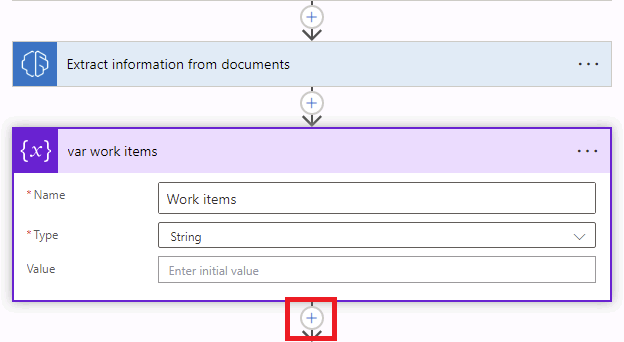 Extract information from documents
{x} var work items
* Name Work items
* Type String
Value Enter initial value